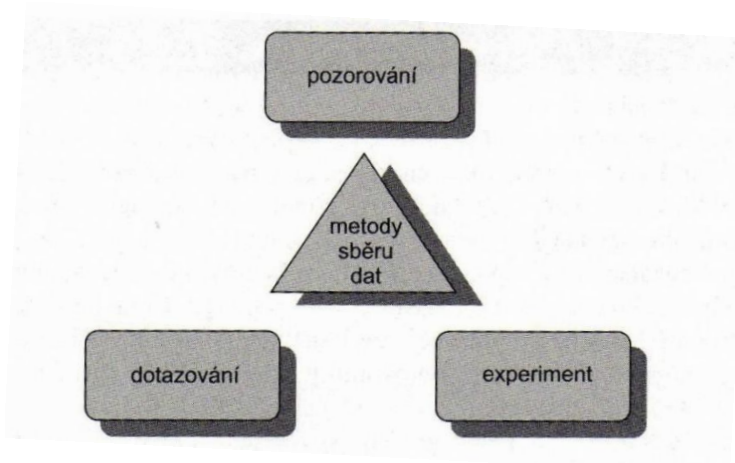 pozorování
metody
sběru
dat
dotazování
experiment